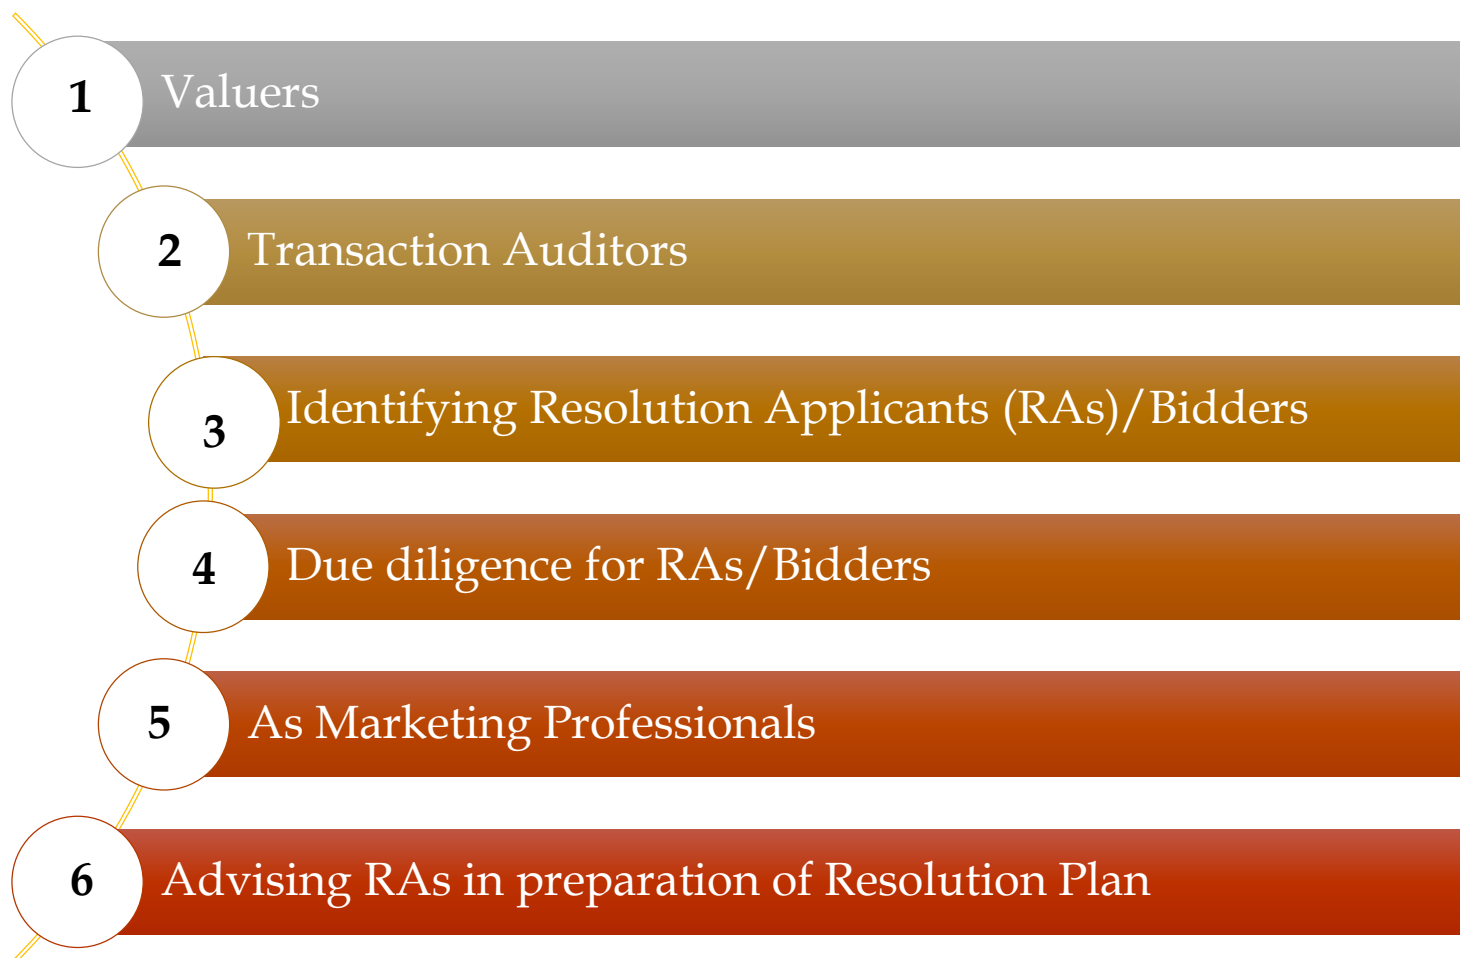 1 Valuers
2 Transaction Auditors
3 Identifying Resolution Applicants (RAs)/Bidders
4 Due diligence for RAs/Bidders
5 As Marketing Professionals
6 Advising RAs in preparation of Resolution Plan